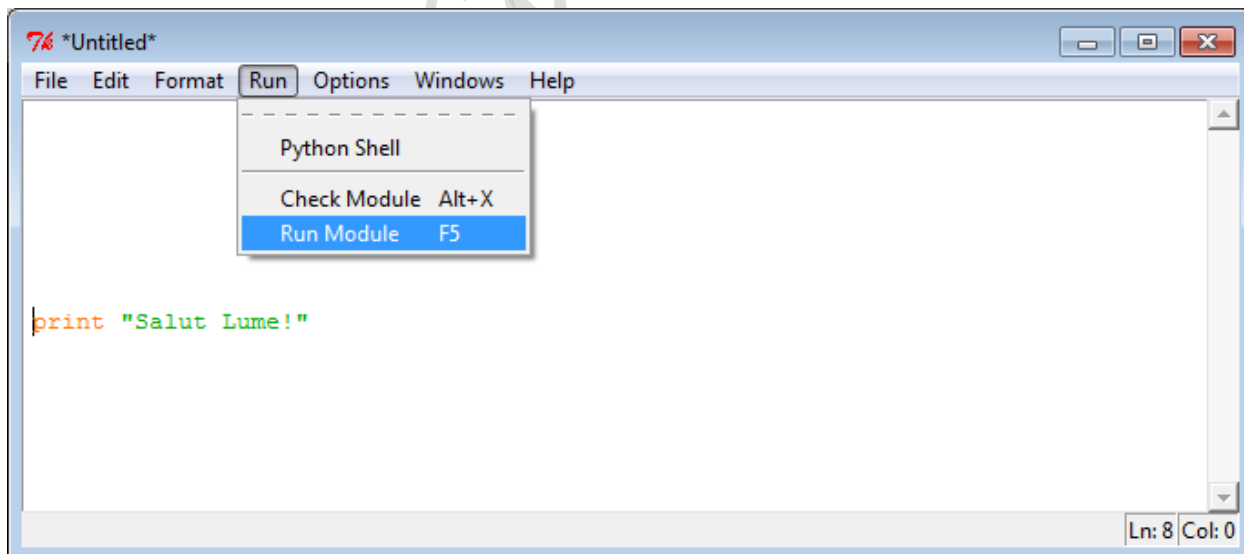 *Untitled*
File Edit Format Run Options Windows Help
Python Shell
Check Module Alt+X
Run Module F5
print "Salut Lume!"
Ln: 8 Col: 0